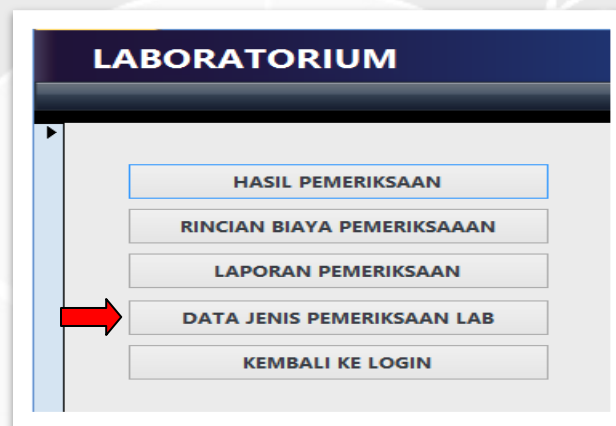 LABORATORIUM
HASIL PEMERIKSAAN
RINCIAN BIAYA PEMERIKSAAAN
LAPORAN PEMERIKSAAN
DATA JENIS PEMERIKSAAN LAB
KEMBALI KE LOGIN